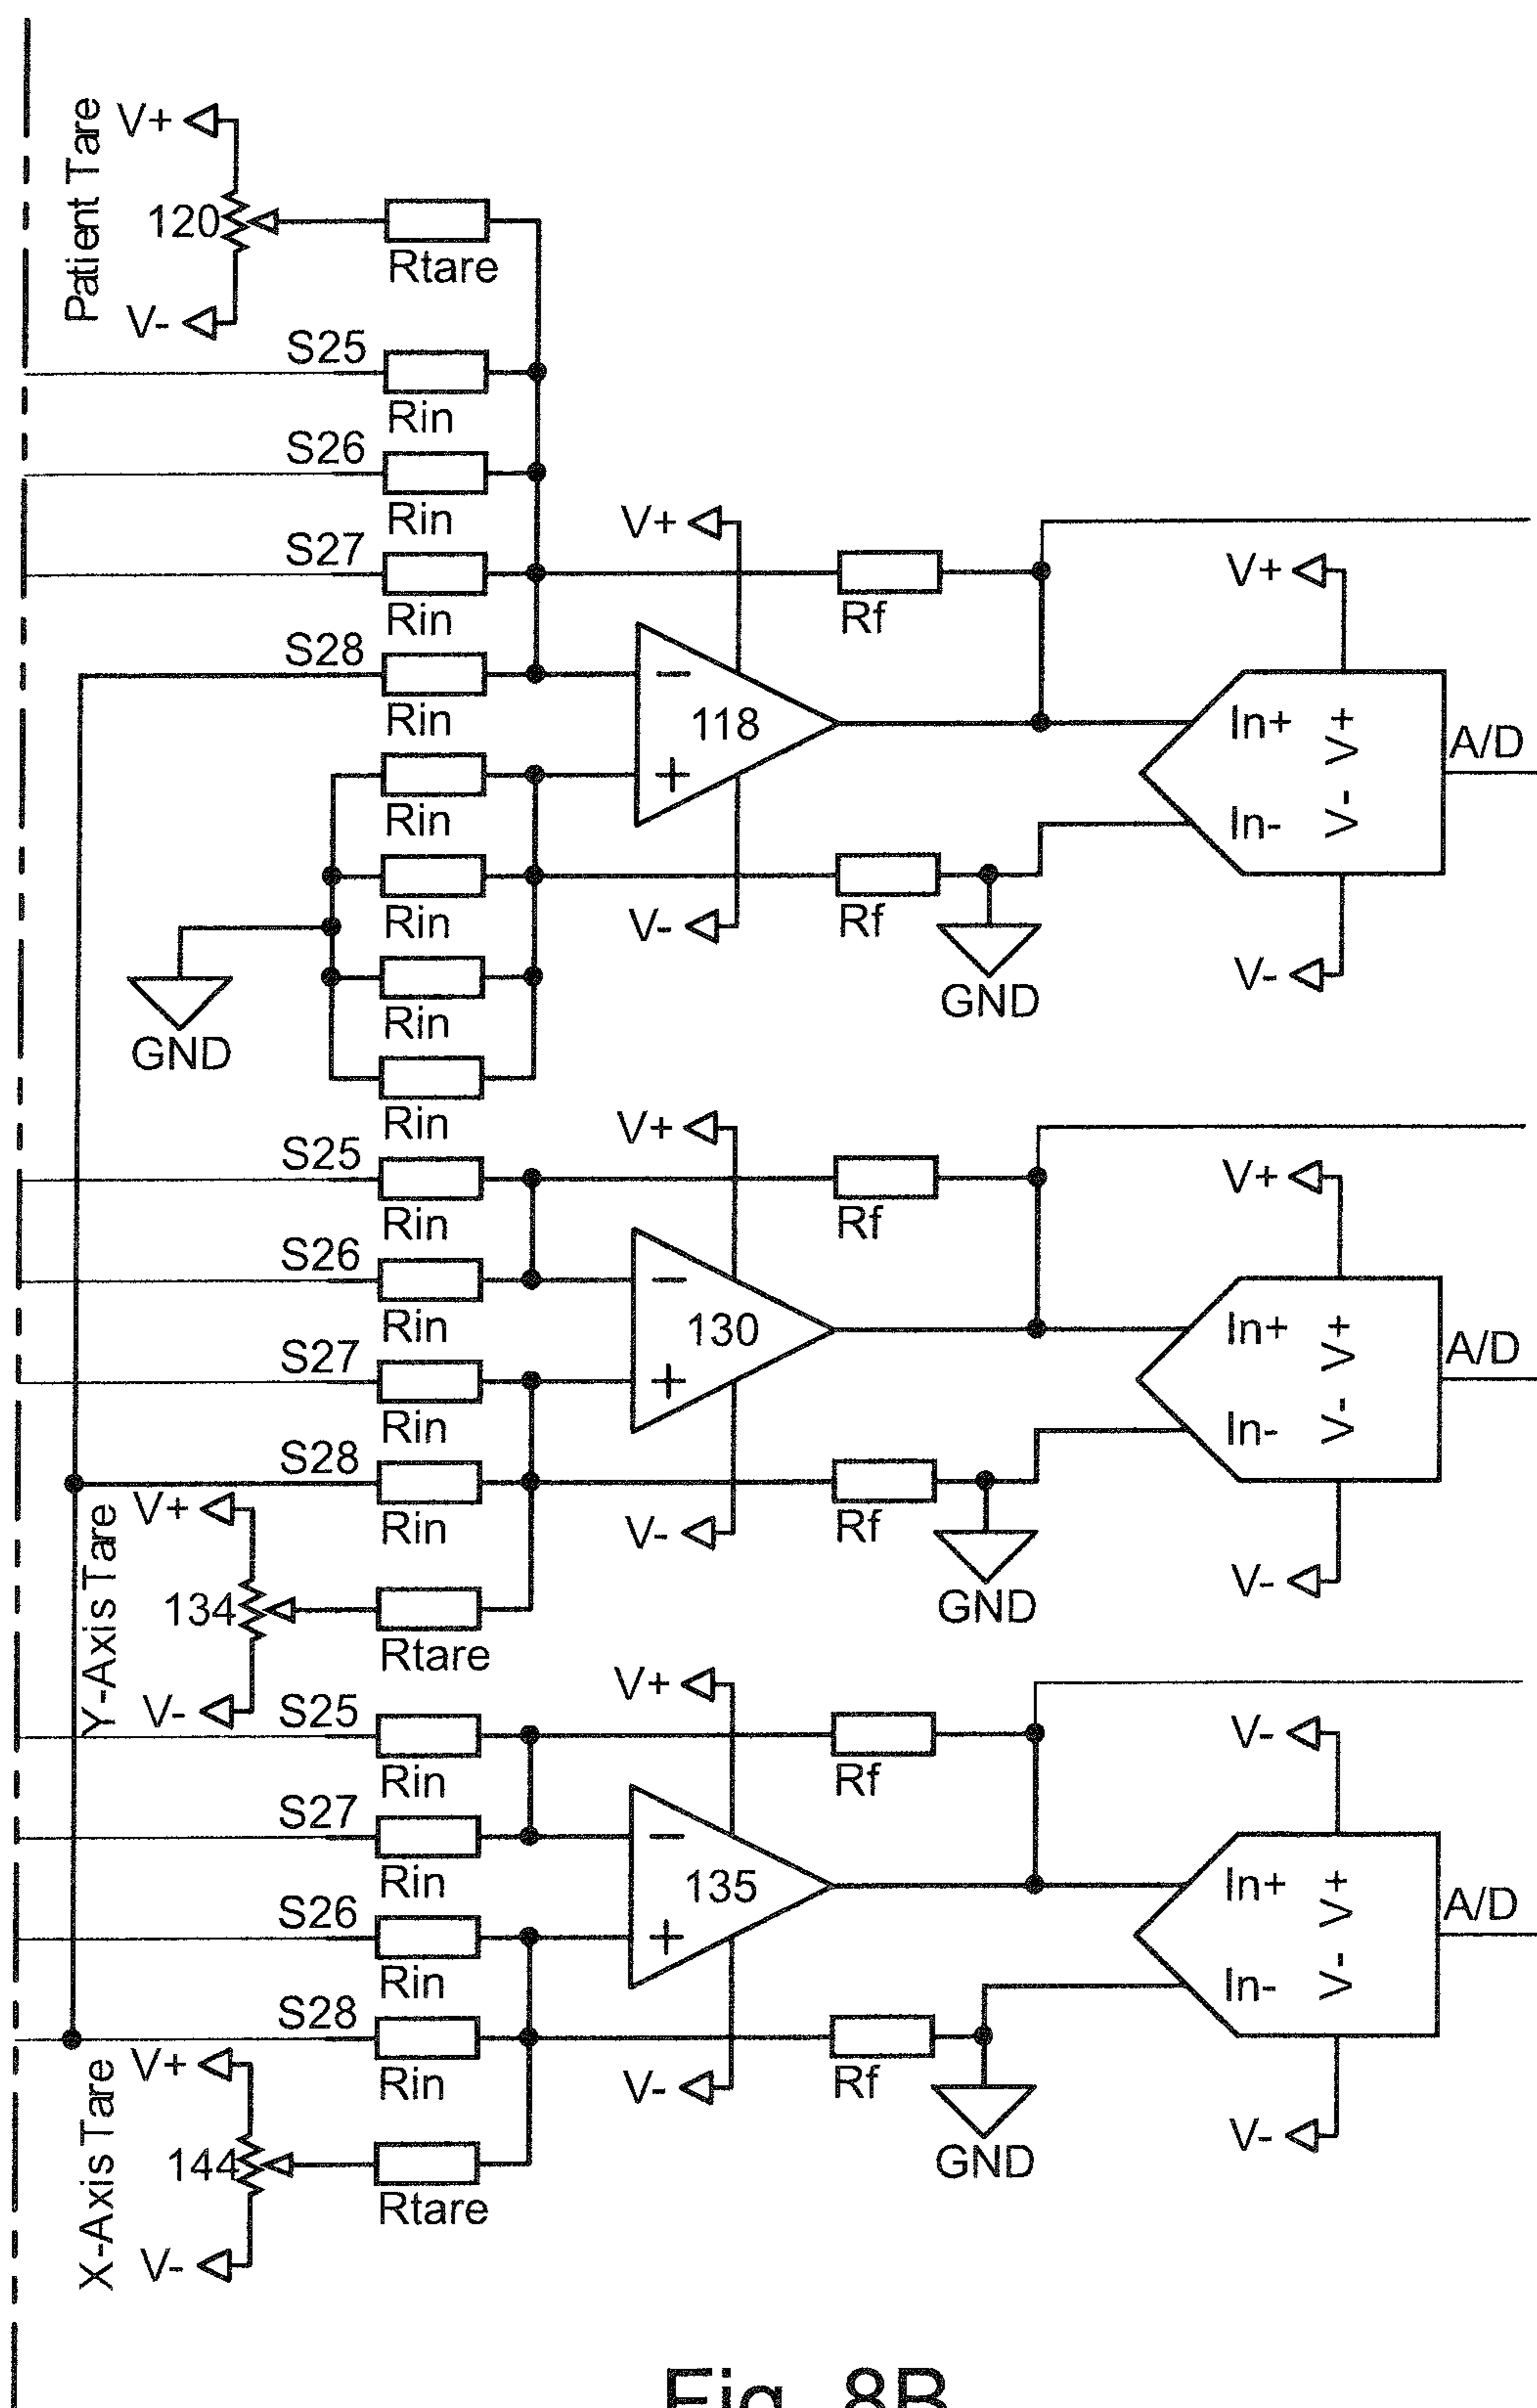 Patient Tare
V+
120
V-
Rtare
S25
Rin
S26
Rin
S27
Rin
S28
Rin
V+
118
−
+
V-
Rf
V+
In+
In-
V+
V-
A/D
V-
Rin
Rin
Rin
Rin
GND
Rf
GND
S25
Rin
S26
Rin
S27
Rin
S28
Rin
V+
130
−
+
V-
Rf
V+
In+
In-
V+
V-
A/D
V-
Rf
GND
Y-Axis Tare
V+
134
V-
Rtare
S25
Rin
S27
Rin
S26
Rin
S28
Rin
V+
135
−
+
V-
Rf
V-
In+
In-
V+
V-
A/D
V-
Rf
GND
X-Axis Tare
V+
144
V-
Rtare
Fig. 8B